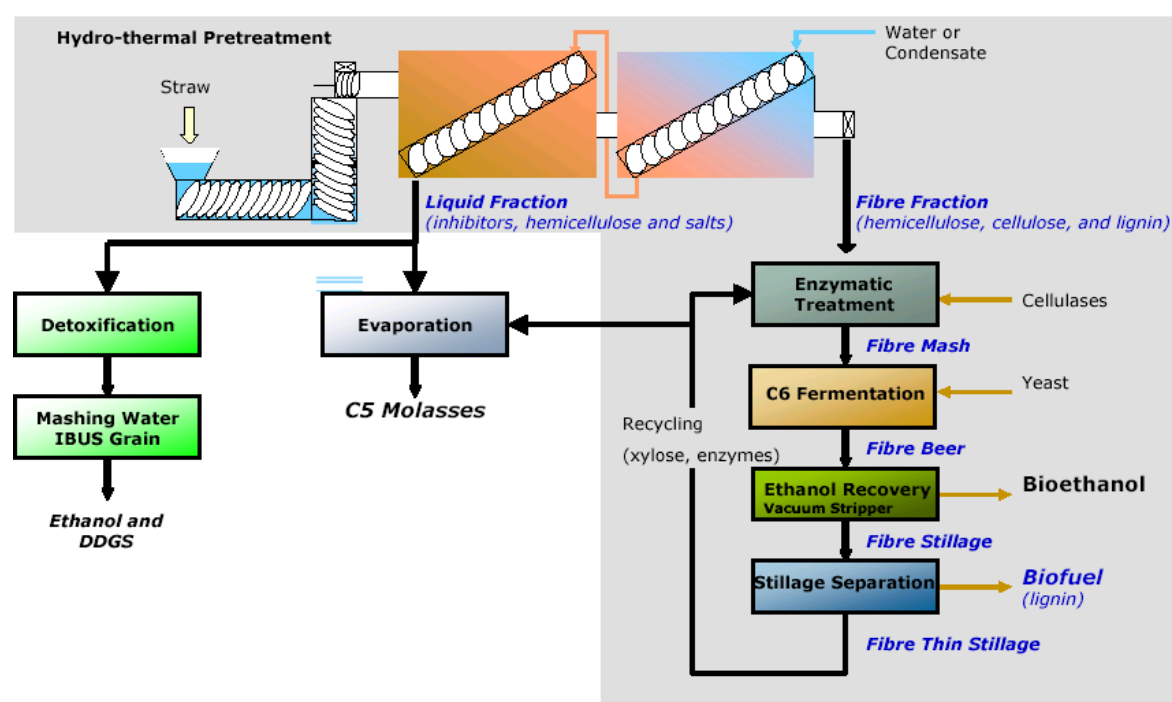 Hydro-thermal Pretreatment
Water or
Condensate
Straw
Liquid Fraction
(inhibitors, hemicellulose and salts)
Fibre Fraction
(hemicellulose, cellulose, and lignin)
Detoxification
Evaporation
Enzymatic
Treatment
Cellulases
Fibre Mash
Mashing Water
IBUS Grain
C5 Molasses
C6 Fermentation
Yeast
Recycling
(xylose, enzymes)
Fibre Beer
Ethanol and
DDGS
Ethanol Recovery
Vacuum Stripper
Bioethanol
Fibre Stillage
Stillage Separation
Biofuel
(lignin)
Fibre Thin Stillage